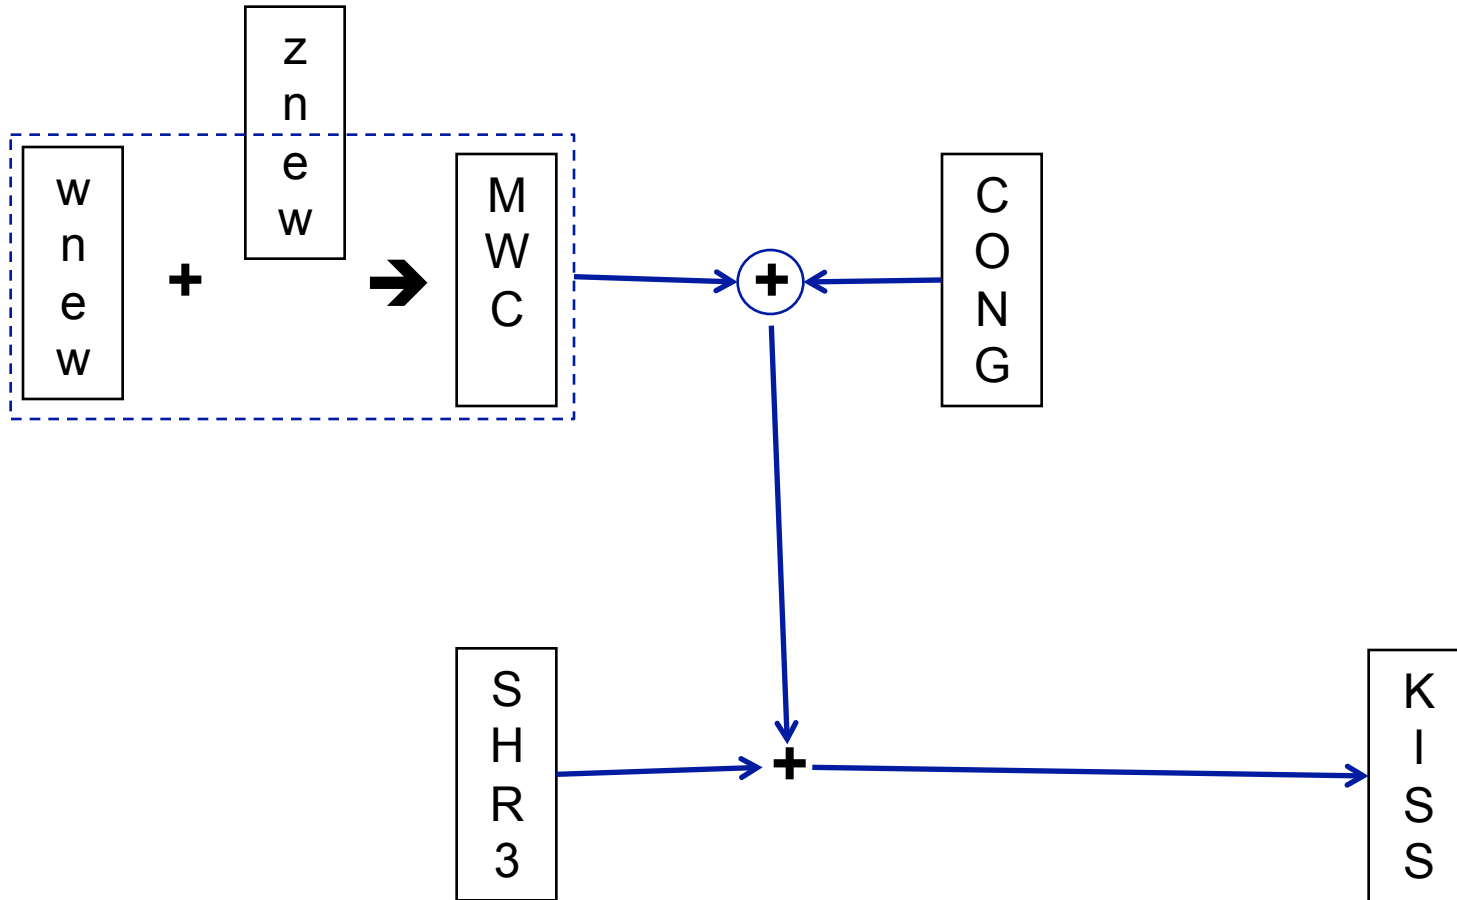 znew
wnew
+
➔
MWC
+
CONG
SHR3
+
KISS